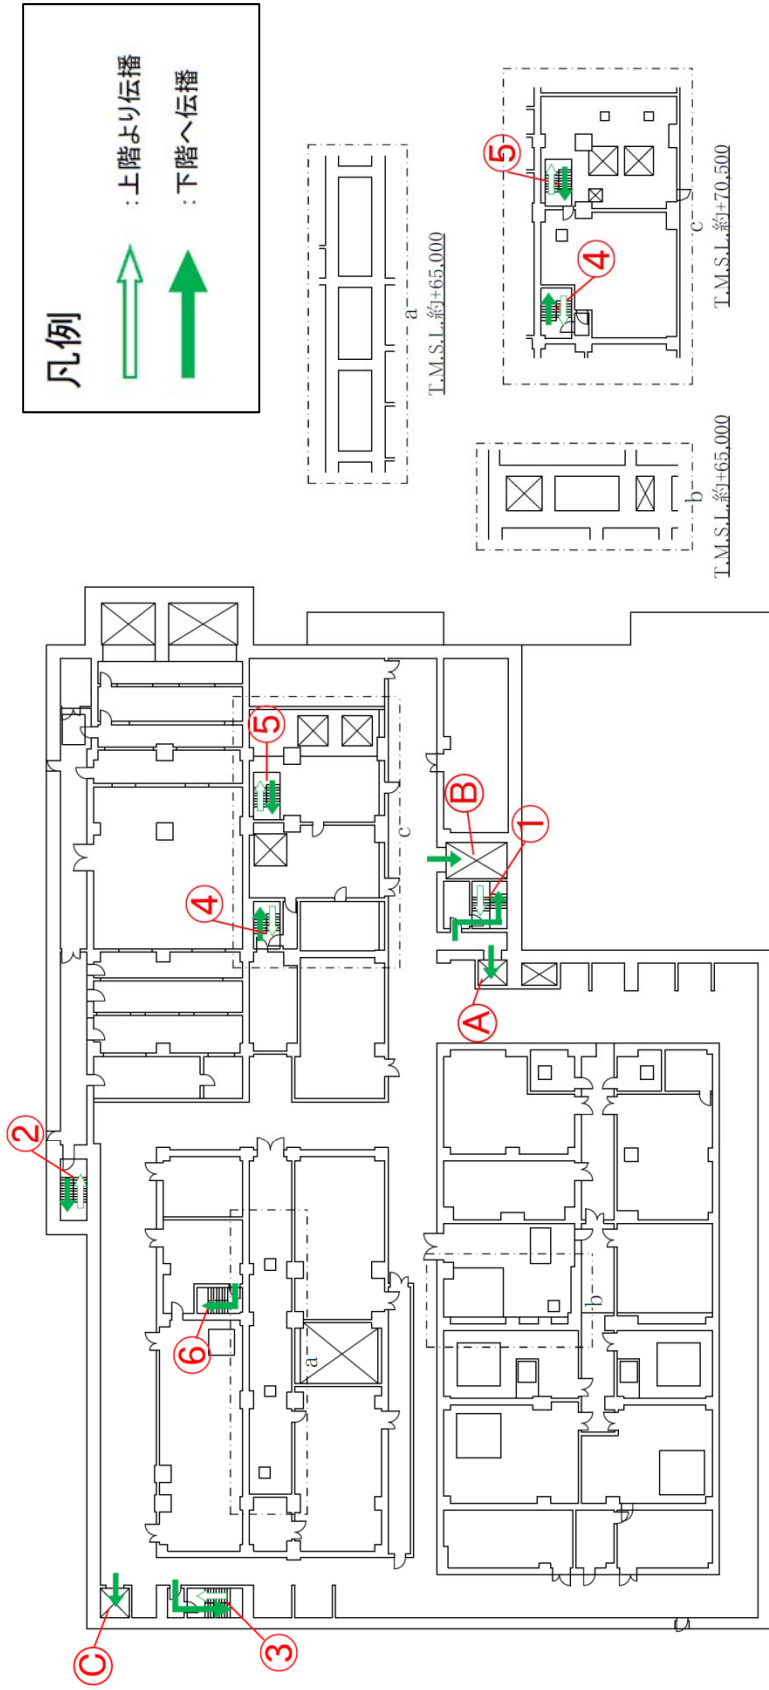 凡例
：上階より伝播
：下階へ伝播
a
T.M.S.L.約+65,000
b
T.M.S.L.約+65,000
⑤
④
c
T.M.S.L.約+70,500
②
⑤
④
c
Ⓑ
①
Ⓐ
⑥
a
b
Ⓒ
③